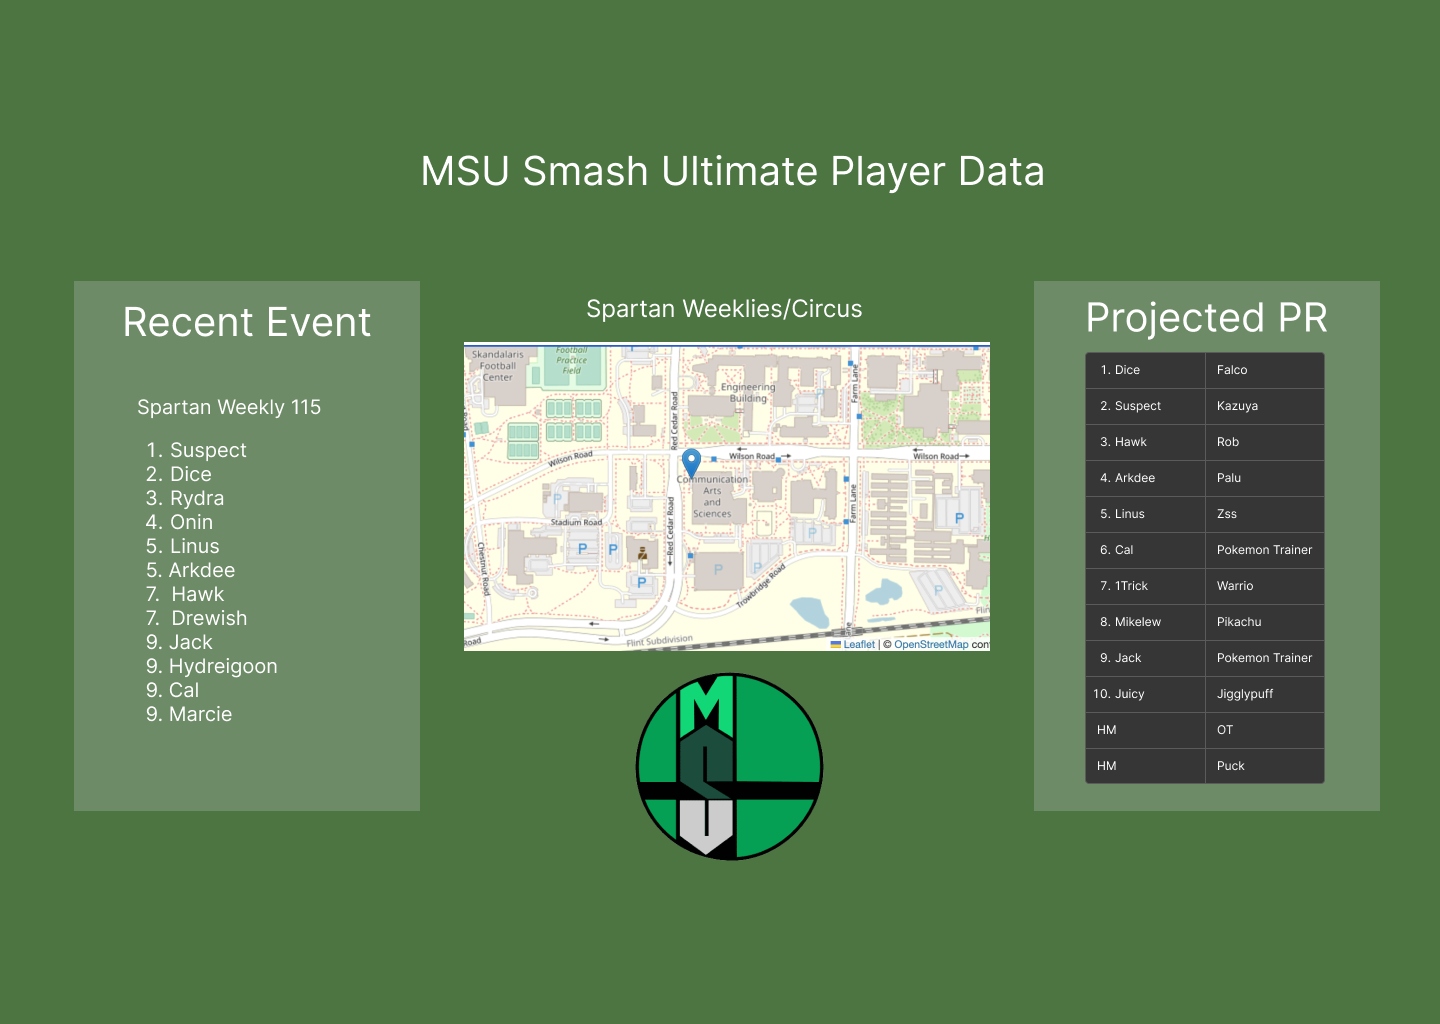 MSU Smash Ultimate Player Data
Recent Event
Spartan Weekly 115
1. Suspect
2. Dice
3. Rydra
4. Onin
5. Linus
5. Arkdee
7. Hawk
7. Drewish
9. Jack
9. Hydreigoon
9. Cal
9. Marcie
Spartan Weeklies/Circus
Skandalaris
Football
Center
Football
Practice
Field
Engineering
Building
Farm Lane
Red Cedar Road
Wilson Road
Wilson Road
Wilson Road
Communication
Arts
and
Sciences
P
Stadium Road
Red Cedar Road
Farm Lane
P
P
P
P
P
P
P
P
Chestnut Road
Trowbridge Road
Flint Subdivision
Road
Leaflet | © OpenStreetMap cont
MSU
Projected PR
1. Dice Falco
2. Suspect Kazuya
3. Hawk Rob
4. Arkdee Palu
5. Linus Zss
6. Cal Pokemon Trainer
7. 1Trick Warrio
8. Mikelew Pikachu
9. Jack Pokemon Trainer
10. Juicy Jigglypuff
HM OT
HM Puck